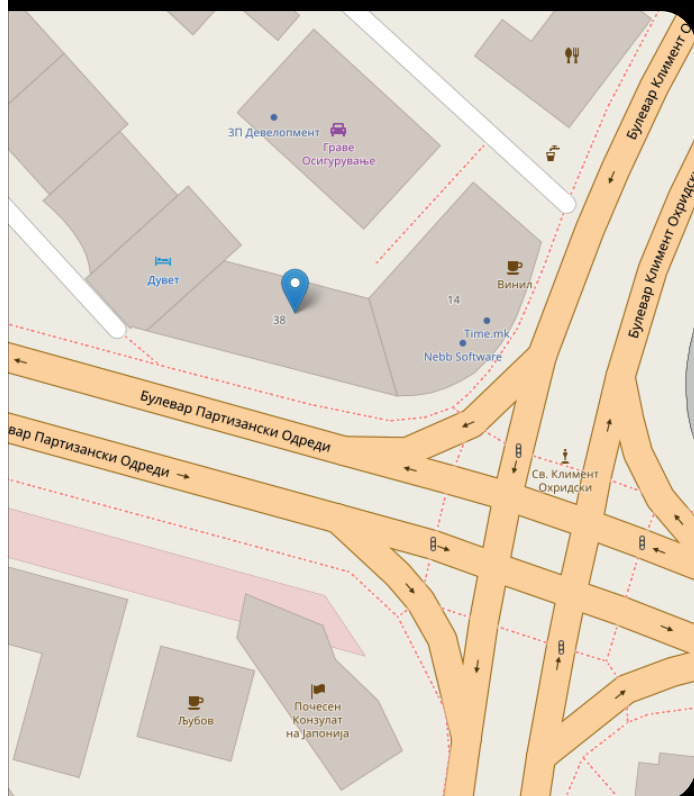 Булевар Климент О
ЗП Девелопмент
Граве
Осигурување
Булевар Климент Охридски
Дувет
Винил
14
38
Time.mk
Nebb Software
Булевар Партизански Одреди
вар Партизански Одреди
Св. Климент
Охридски
Љубов
Почесен
Конзулат
на Јапонија